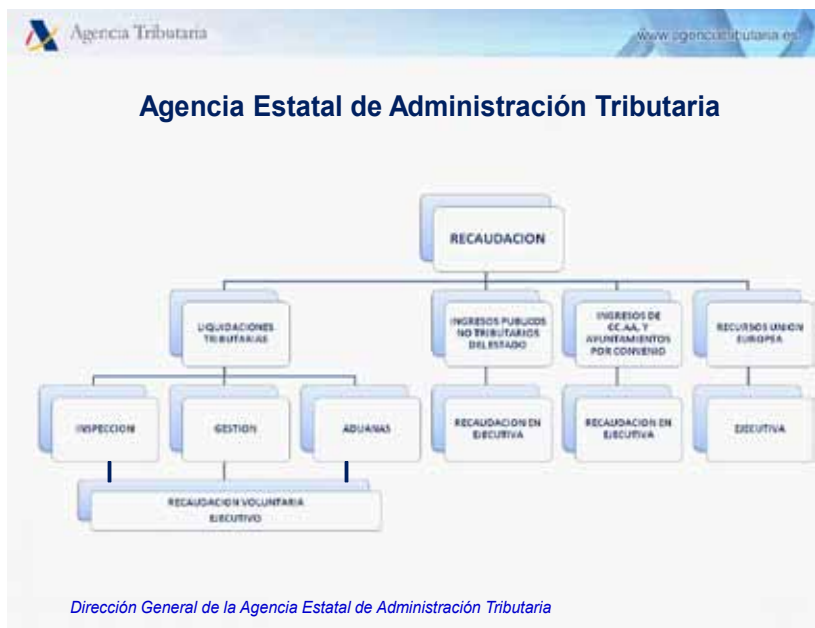 Agencia Tributaria
www.agenciatributaria.es
Agencia Estatal de Administración Tributaria
RECAUDACION
LIQUIDACIONES
TRIBUTARIAS
INGRESOS PUBLICOS
NO TRIBUTARIOS
DEL ESTADO
INGRESOS DE
CC.AA. Y
AYUNTAMIENTOS
POR CONVENIO
RECURSOS UNION
EUROPEA
INSPECCION
GESTION
ADUANAS
RECAUDACION EN
EJECUTIVA
RECAUDACION EN
EJECUTIVA
EJECUTIVA
RECAUDACION VOLUNTARIA
EJECUTIVO
Dirección General de la Agencia Estatal de Administración Tributaria